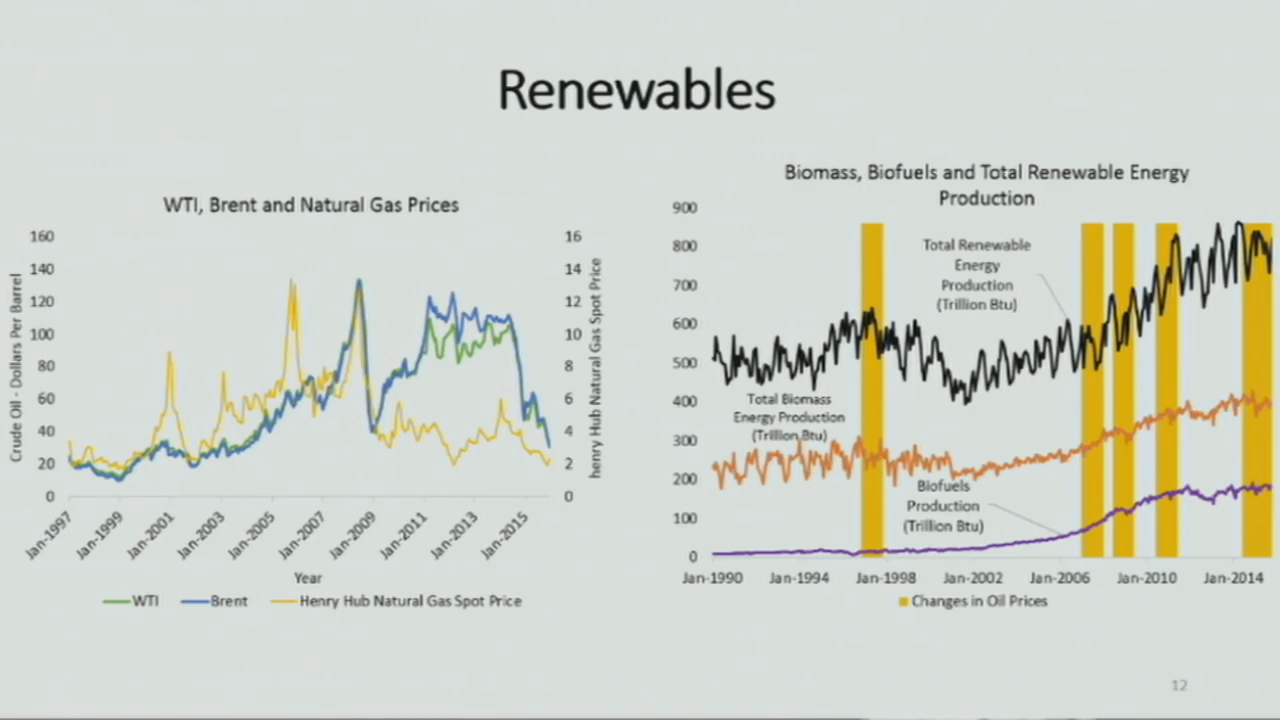 Renewables
WTI, Brent and Natural Gas Prices
160
140
120
100
80
60
40
20
0
Crude Oil - Dollars Per Barrel
16
14
12
10
8
6
4
2
0
henry Hub Natural Gas Spot Price
Jan-1997
Jan-1999
Jan-2001
Jan-2003
Jan-2005
Jan-2007
Jan-2009
Jan-2011
Jan-2013
Jan-2015
Year
WTI
Brent
Henry Hub Natural Gas Spot Price
Biomass, Biofuels and Total Renewable Energy
Production
900
800
700
600
500
400
300
200
100
0
Total Renewable
Energy
Production
(Trillion Btu)
Total Biomass
Energy Production
(Trillion Btu)
Biofuels
Production
(Trillion Btu)
Jan-1990
Jan-1994
Jan-1998
Jan-2002
Jan-2006
Jan-2010
Jan-2014
Changes in Oil Prices
12